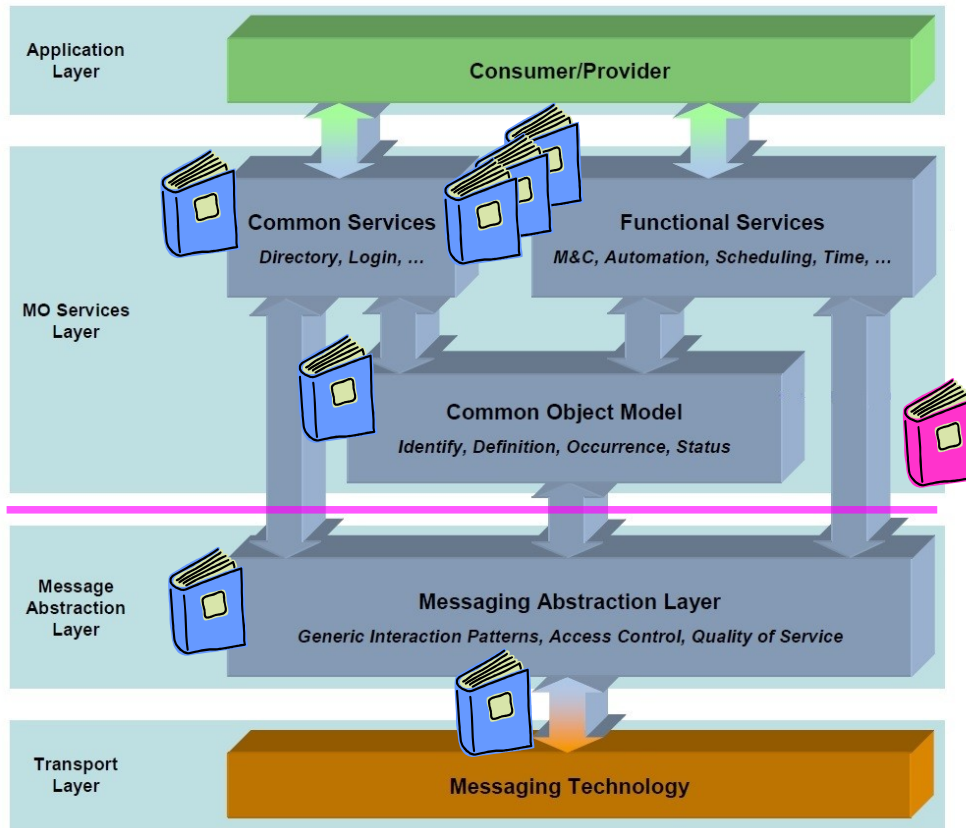 Application
Layer
Consumer/Provider
MO Services
Layer
Common Services
Directory, Login, ...
Functional Services
M&C, Automation, Scheduling, Time, ...
Common Object Model
Identify, Definition, Occurrence, Status
Message
Abstraction
Layer
Messaging Abstraction Layer
Generic Interaction Patterns, Access Control, Quality of Service
Transport
Layer
Messaging Technology